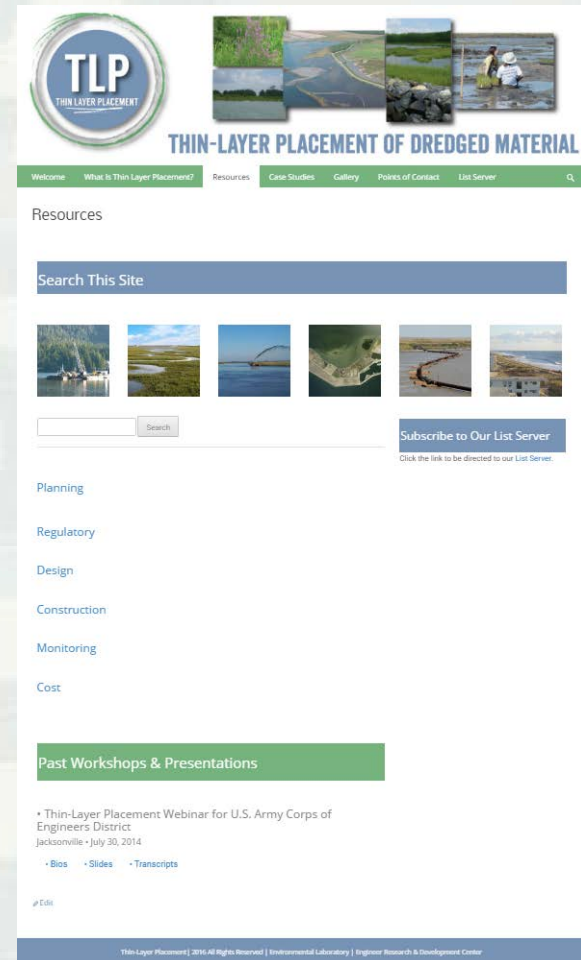 TLP
THIN LAYER PLACEMENT
THIN-LAYER PLACEMENT OF DREDGED MATERIAL
Welcome What Is Thin Layer Placement? Resources Case Studies Gallery Points of Contact List Server
Resources
Search This Site
Search
Subscribe to Our List Server
Click the link to be directed to our List Server.
Planning
Regulatory
Design
Construction
Monitoring
Cost
Past Workshops & Presentations
• Thin-Layer Placement Webinar for U.S. Army Corps of
Engineers District
Jacksonville • July 30, 2014
• Bios • Slides • Transcripts
Edit
Thin-Layer Placement| 2016 All Rights Reserved | Environmental Laboratory | Engineer Research & Development Center